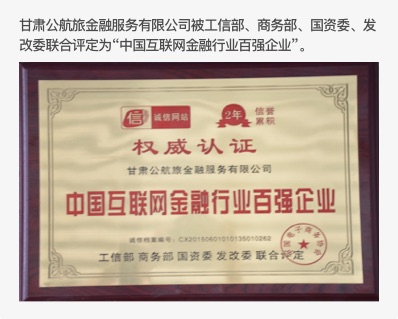 甘肃公航旅金融服务有限公司被工信部、商务部、国资委、发
改委联合评定为“中国互联网金融行业百强企业”。
信 诚信网站 2年 信誉
累积
权威认证
甘肃公航旅金融服务有限公司
中国互联网金融行业百强企业
诚信档案编号：CX20150601010135010262
工信部 商务部 国资委 发改委 联合评定